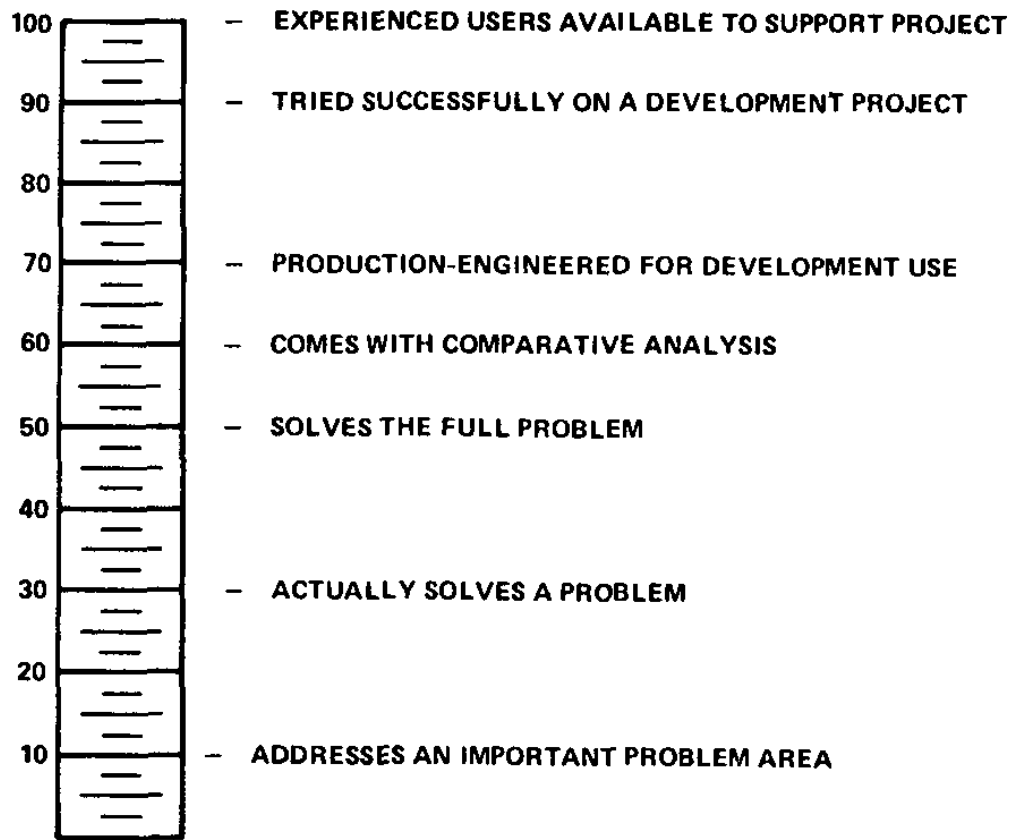 100 – EXPERIENCED USERS AVAILABLE TO SUPPORT PROJECT
90 – TRIED SUCCESSFULLY ON A DEVELOPMENT PROJECT
80
70 – PRODUCTION-ENGINEERED FOR DEVELOPMENT USE
60 – COMES WITH COMPARATIVE ANALYSIS
50 – SOLVES THE FULL PROBLEM
40
30 – ACTUALLY SOLVES A PROBLEM
20
10 – ADDRESSES AN IMPORTANT PROBLEM AREA